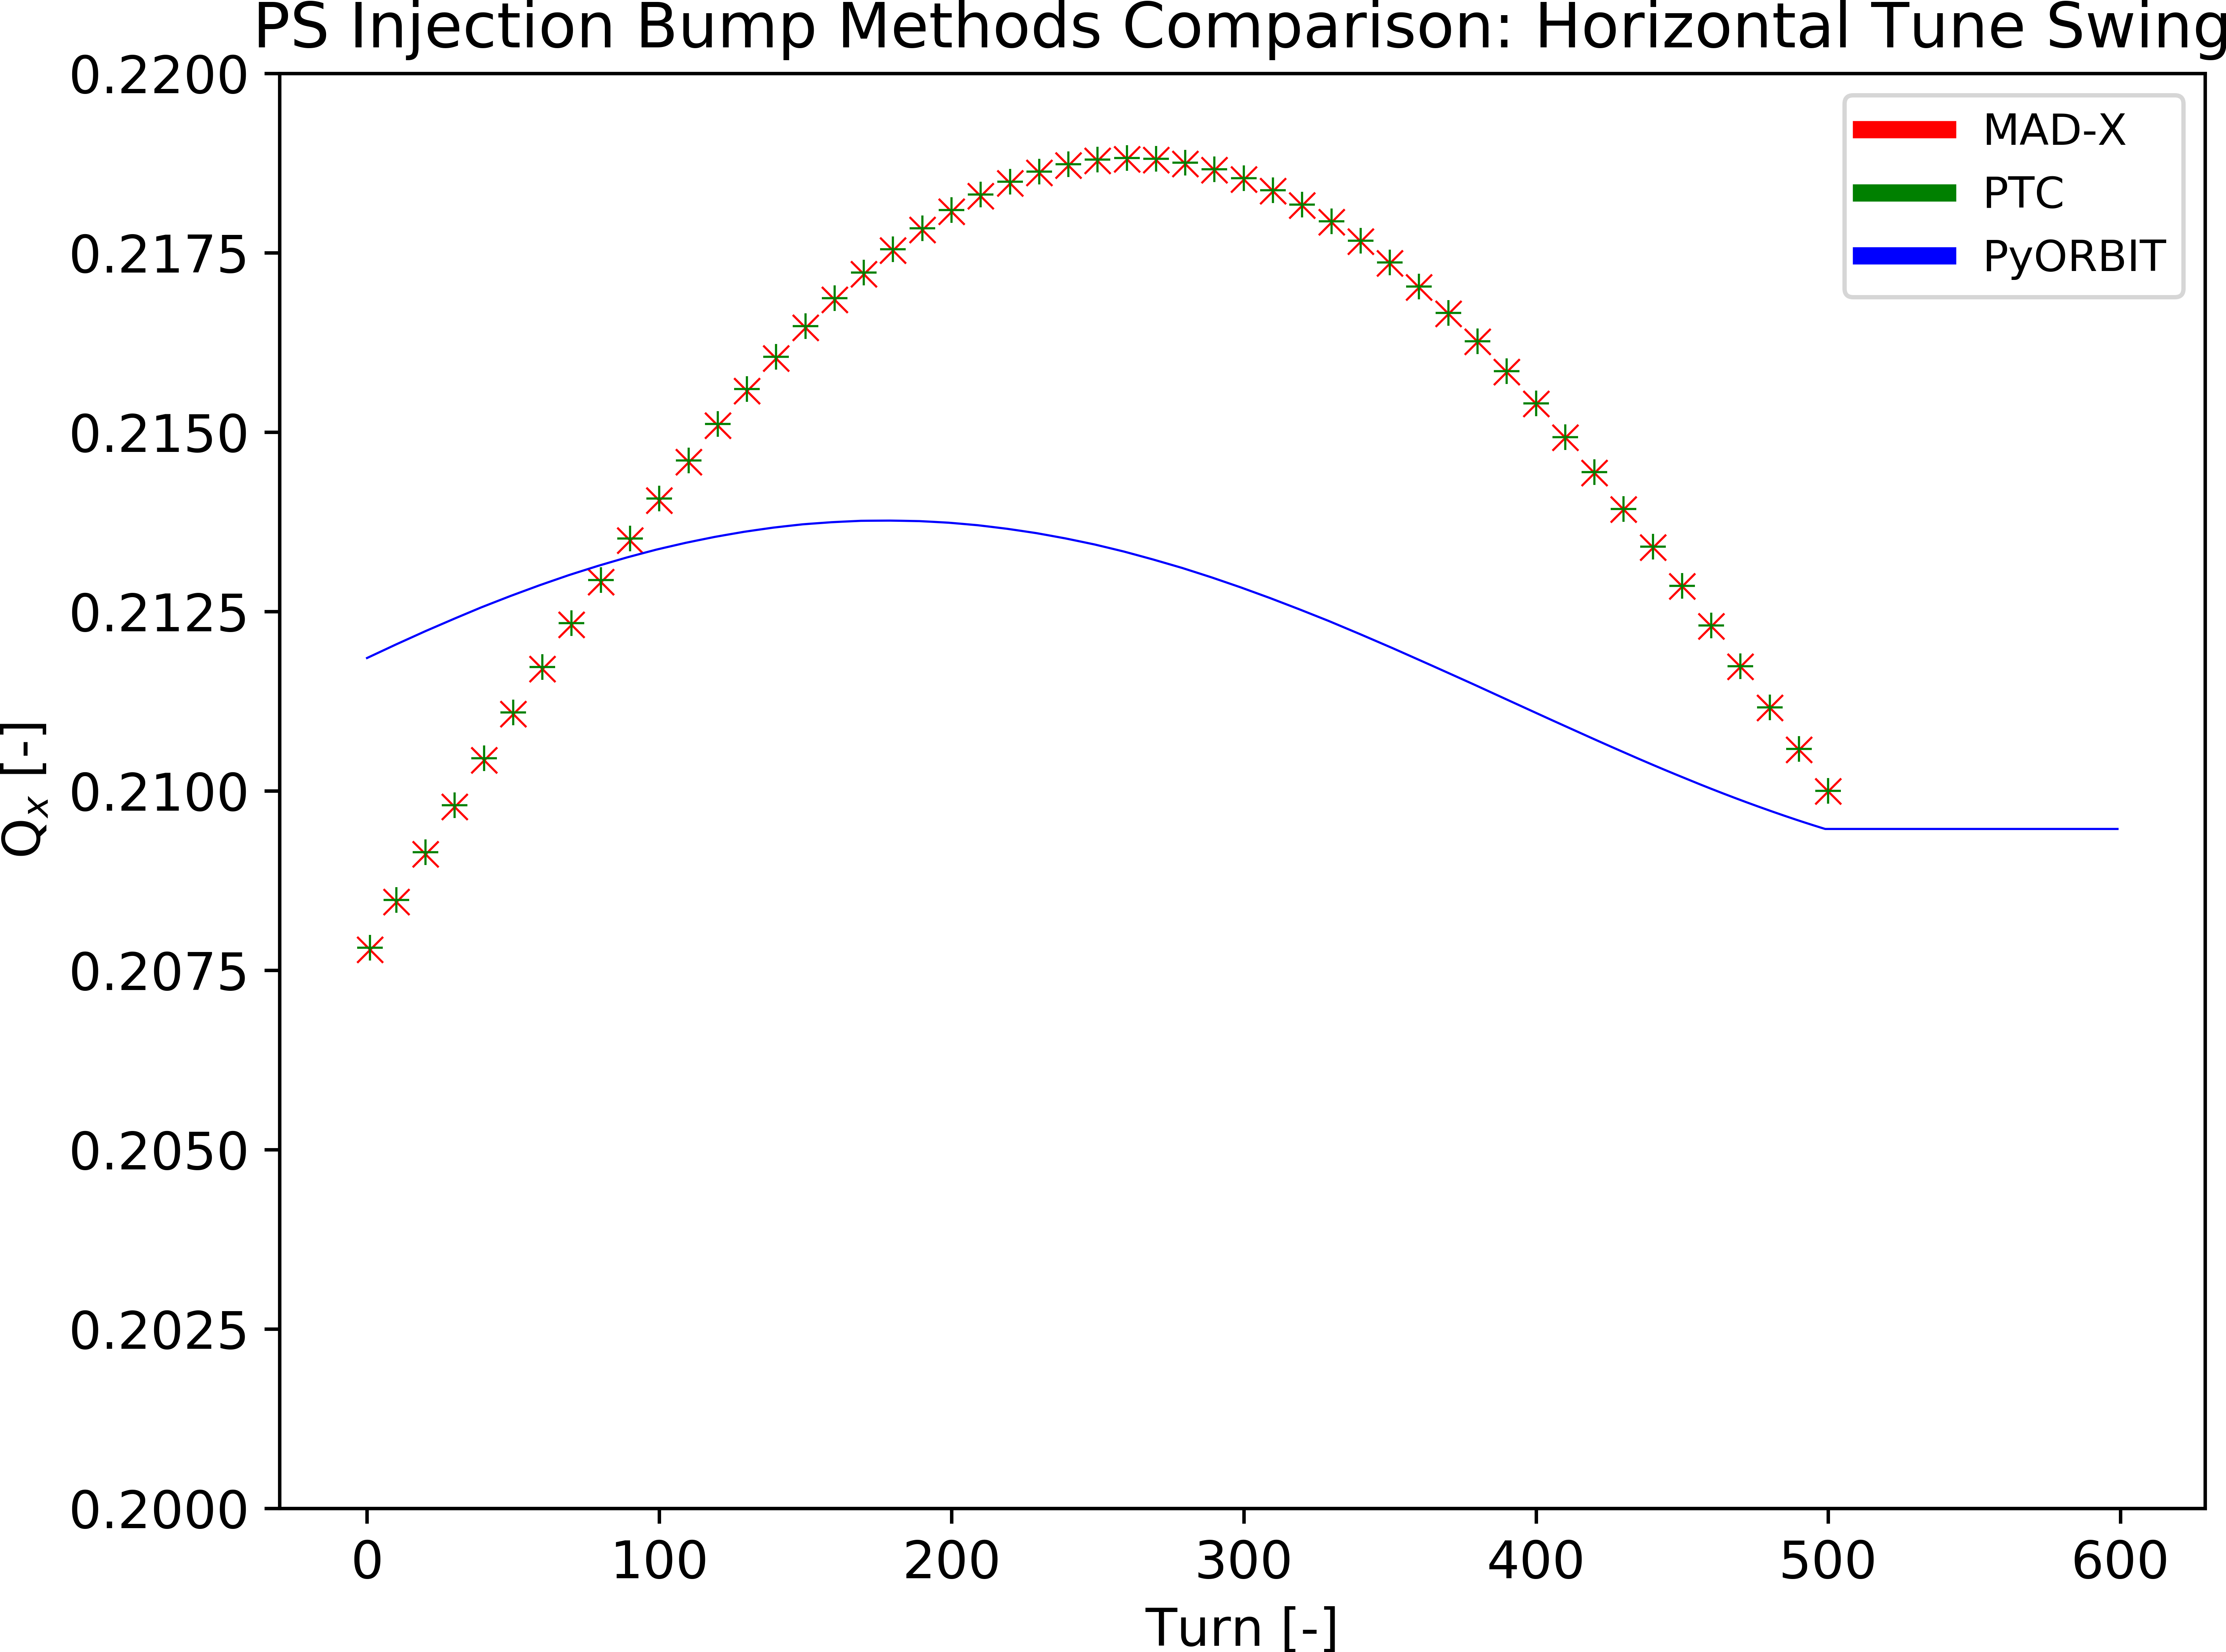 PS Injection Bump Methods Comparison: Horizontal Tune Swing
0.2200
0.2175
0.2150
0.2125
0.2100
0.2075
0.2050
0.2025
0.2000
Qx [-]
MAD-X
PTC
PyORBIT
0 100 200 300 400 500 600
Turn [-]